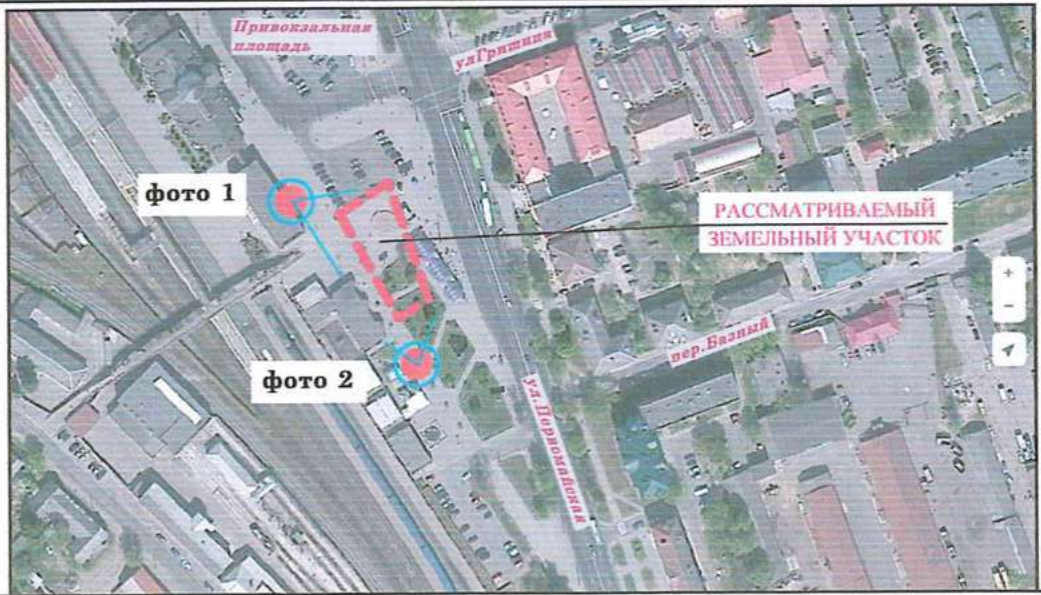 Привокзальная
площадь
ул Гришина
фото 1
РАССМАТРИВАЕМЫЙ
ЗЕМЕЛЬНЫЙ УЧАСТОК
+
−
пер.Базный
фото 2
ул.Первомайская